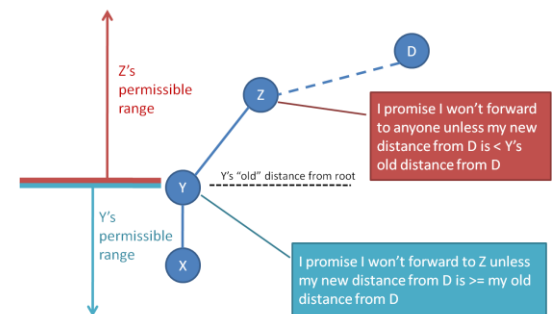 D
Z's
permissible
range
Z
I promise I won't forward
to anyone unless my new
distance from D is < Y's
old distance from D
Y's "old" distance from root
Y
Y's
permissible
range
X
I promise I won't forward to Z unless
my new distance from D is >= my old
distance from D